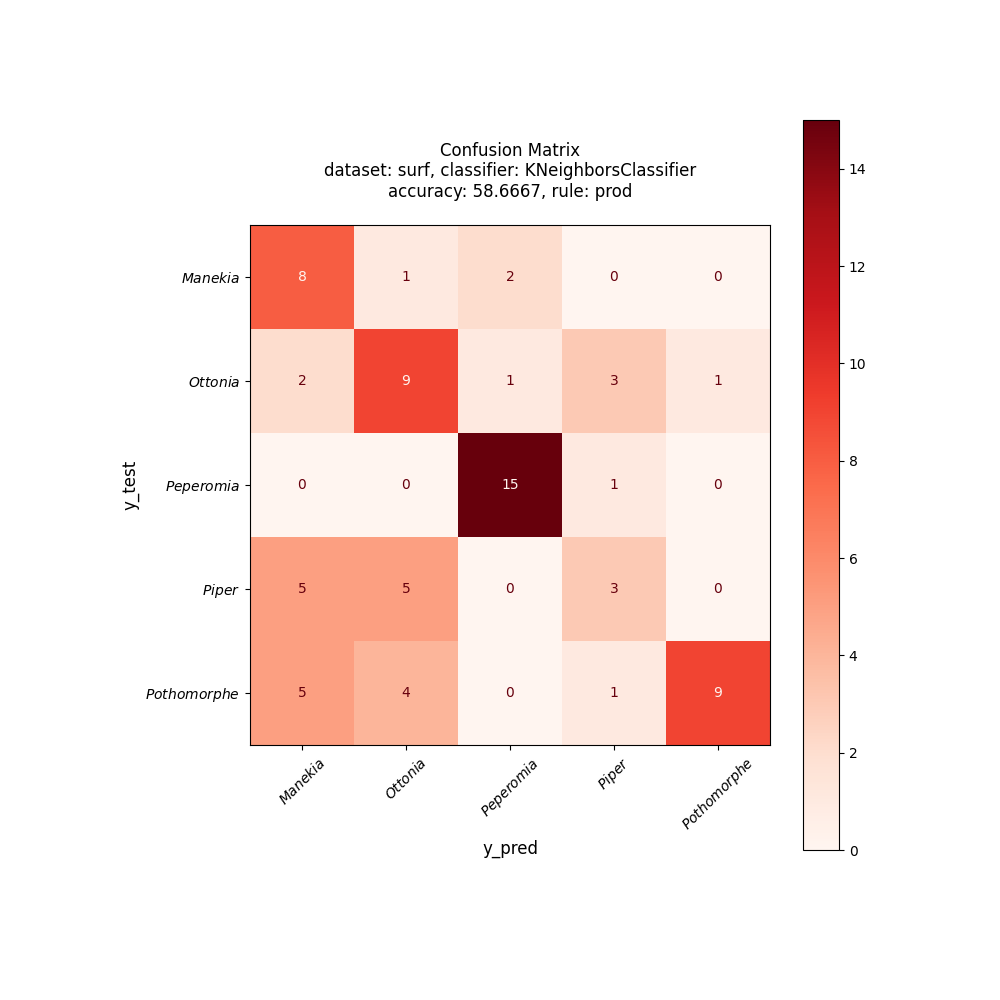 Confusion Matrix
dataset: surf, classifier: KNeighborsClassifier
accuracy: 58.6667, rule: prod
y_test
Manekia 8 1 2 0 0
Ottonia 2 9 1 3 1
Peperomia 0 0 15 1 0
Piper 5 5 0 3 0
Pothomorphe 5 4 0 1 9
Manekia Ottonia Peperomia Piper Pothomorphe
y_pred
14
12
10
8
6
4
2
0